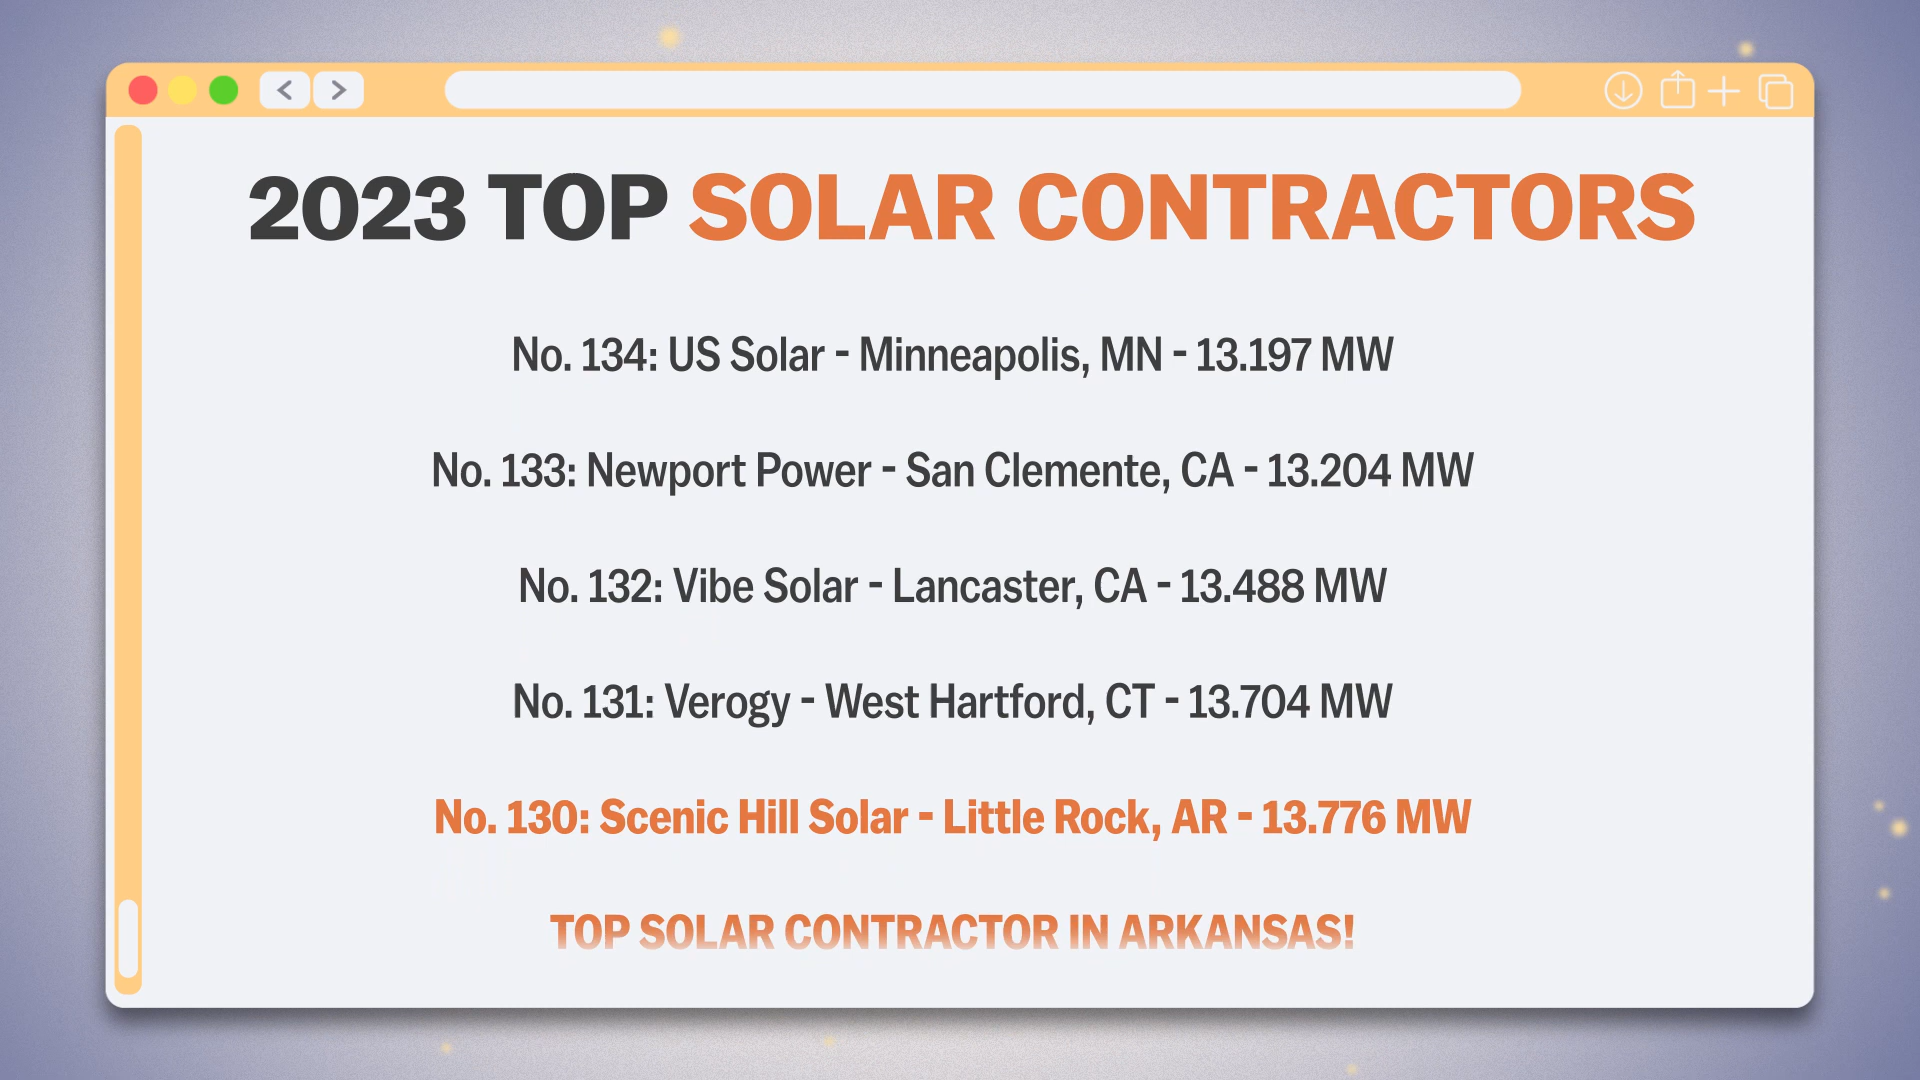 2023 TOP SOLAR CONTRACTORS
No. 134: US Solar - Minneapolis, MN - 13.197 MW
No. 133: Newport Power - San Clemente, CA - 13.204 MW
No. 132: Vibe Solar - Lancaster, CA - 13.488 MW
No. 131: Verogy - West Hartford, CT - 13.704 MW
No. 130: Scenic Hill Solar - Little Rock, AR - 13.776 MW
TOP SOLAR CONTRACTOR IN ARKANSAS!